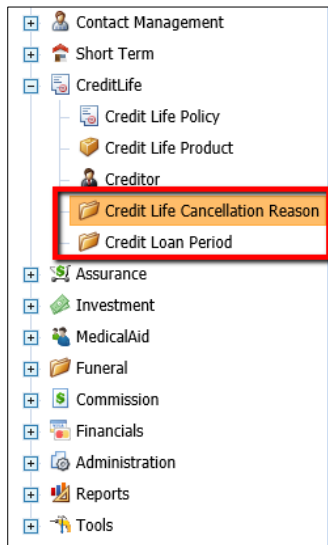 Contact Management
Short Term
CreditLife
Credit Life Policy
Credit Life Product
Creditor
Credit Life Cancellation Reason
Credit Loan Period
Assurance
Investment
MedicalAid
Funeral
Commission
Financials
Administration
Reports
Tools